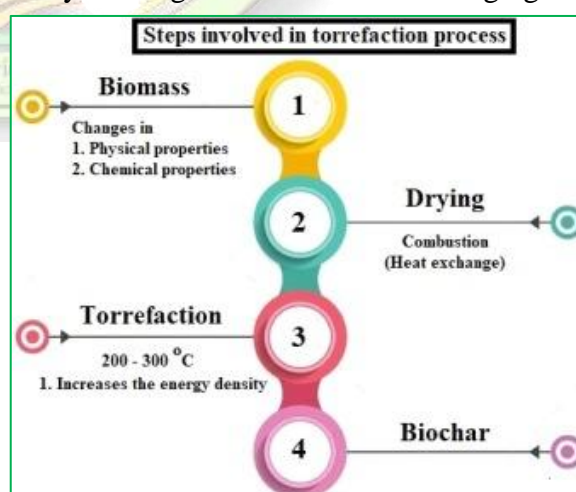 Steps involved in torrefaction process
Biomass
1
Changes in
1. Physical properties
2. Chemical properties
Drying
2
Combustion
(Heat exchange)
Torrefaction
3
200 - 300 °C
1. Increases the energy density
4
Biochar